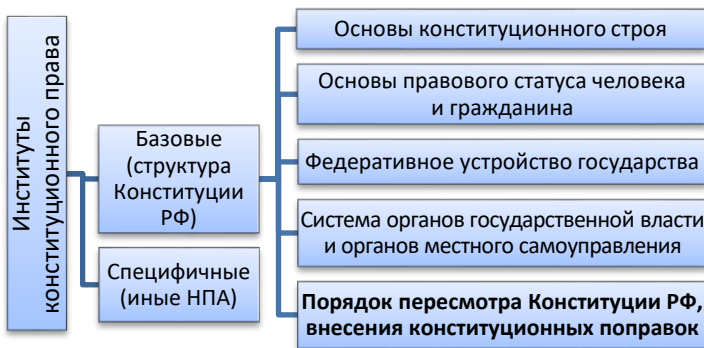 Институты
конституционного права
Базовые
(структура
Конституции
РФ)
Специфичные
(иные НПА)
Основы конституционного строя
Основы правового статуса человека
и гражданина
Федеративное устройство государства
Система органов государственной власти
и органов местного самоуправления
Порядок пересмотра Конституции РФ,
внесения конституционных поправок